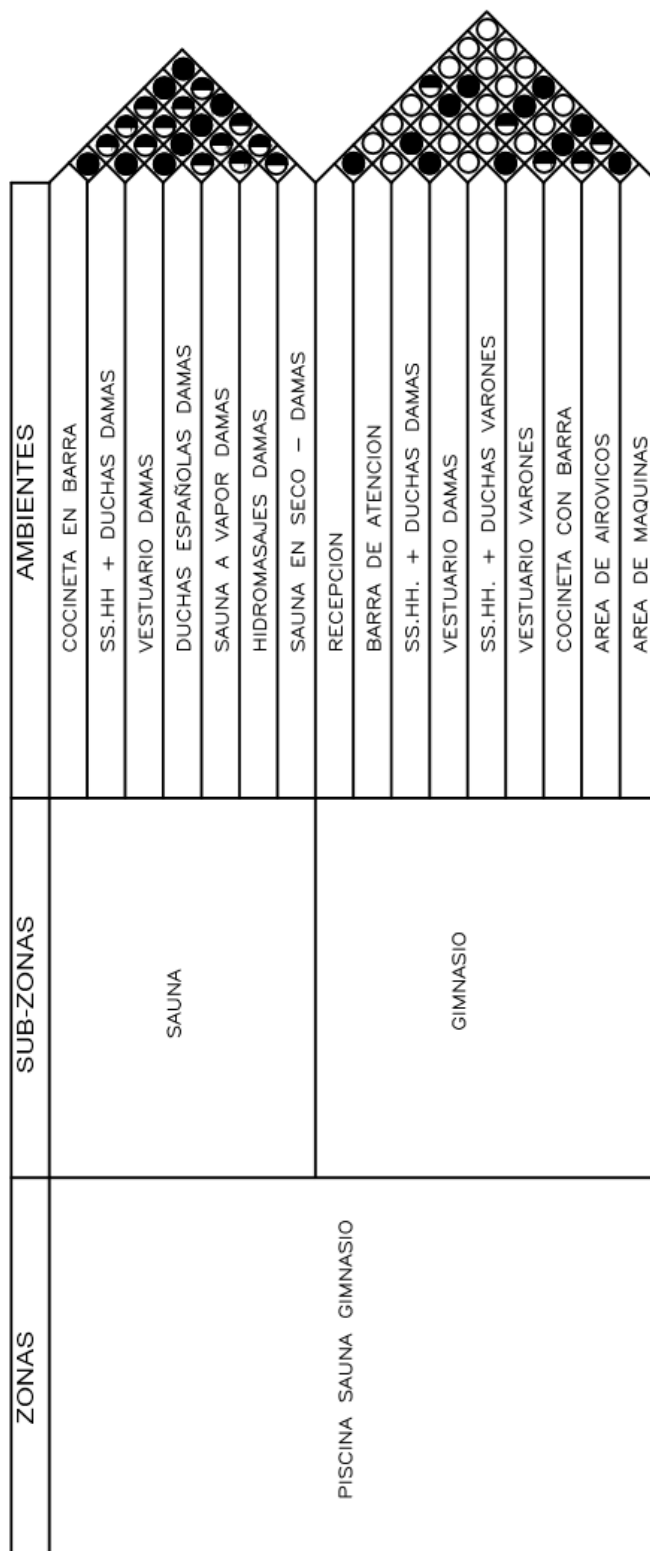 ZONAS
SUB-ZONAS
AMBIENTES
PISCINA SAUNA GIMNASIO
SAUNA
COCINETA EN BARRA
SS.HH + DUCHAS DAMAS
VESTUARIO DAMAS
DUCHAS ESPAÑOLAS DAMAS
SAUNA A VAPOR DAMAS
HIDROMASAJES DAMAS
SAUNA EN SECO - DAMAS
GIMNASIO
RECEPCION
BARRA DE ATENCION
SS.HH. + DUCHAS DAMAS
VESTUARIO DAMAS
SS.HH. + DUCHAS VARONES
VESTUARIO VARONES
COCINETA CON BARRA
AREA DE AIROVICOS
AREA DE MAQUINAS